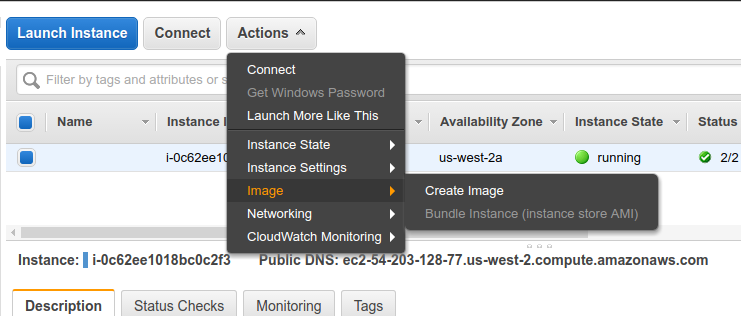 Launch Instance Connect Actions
Filter by tags and attributes or s
Connect
Get Windows Password
Launch More Like This
Name Instance Availability Zone Instance State Status
Instance State
i-0c62ee10 us-west-2a running 2/2
Instance Settings
Image
Create Image
Networking
Bundle Instance (instance store AMI)
CloudWatch Monitoring
Instance: i-0c62ee1018bc0c2f3 Public DNS: ec2-54-203-128-77.us-west-2.compute.amazonaws.com
Description Status Checks Monitoring Tags